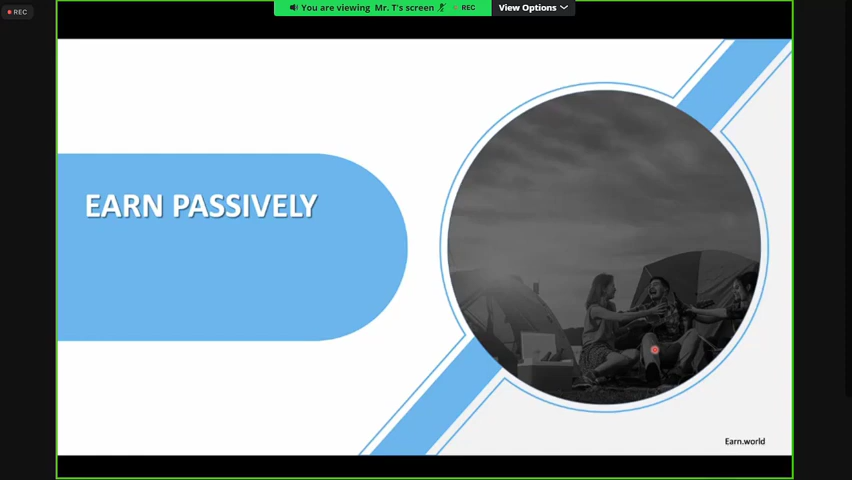 REC
You are viewing Mr. T's screen REC View Options
EARN PASSIVELY
Earn.world